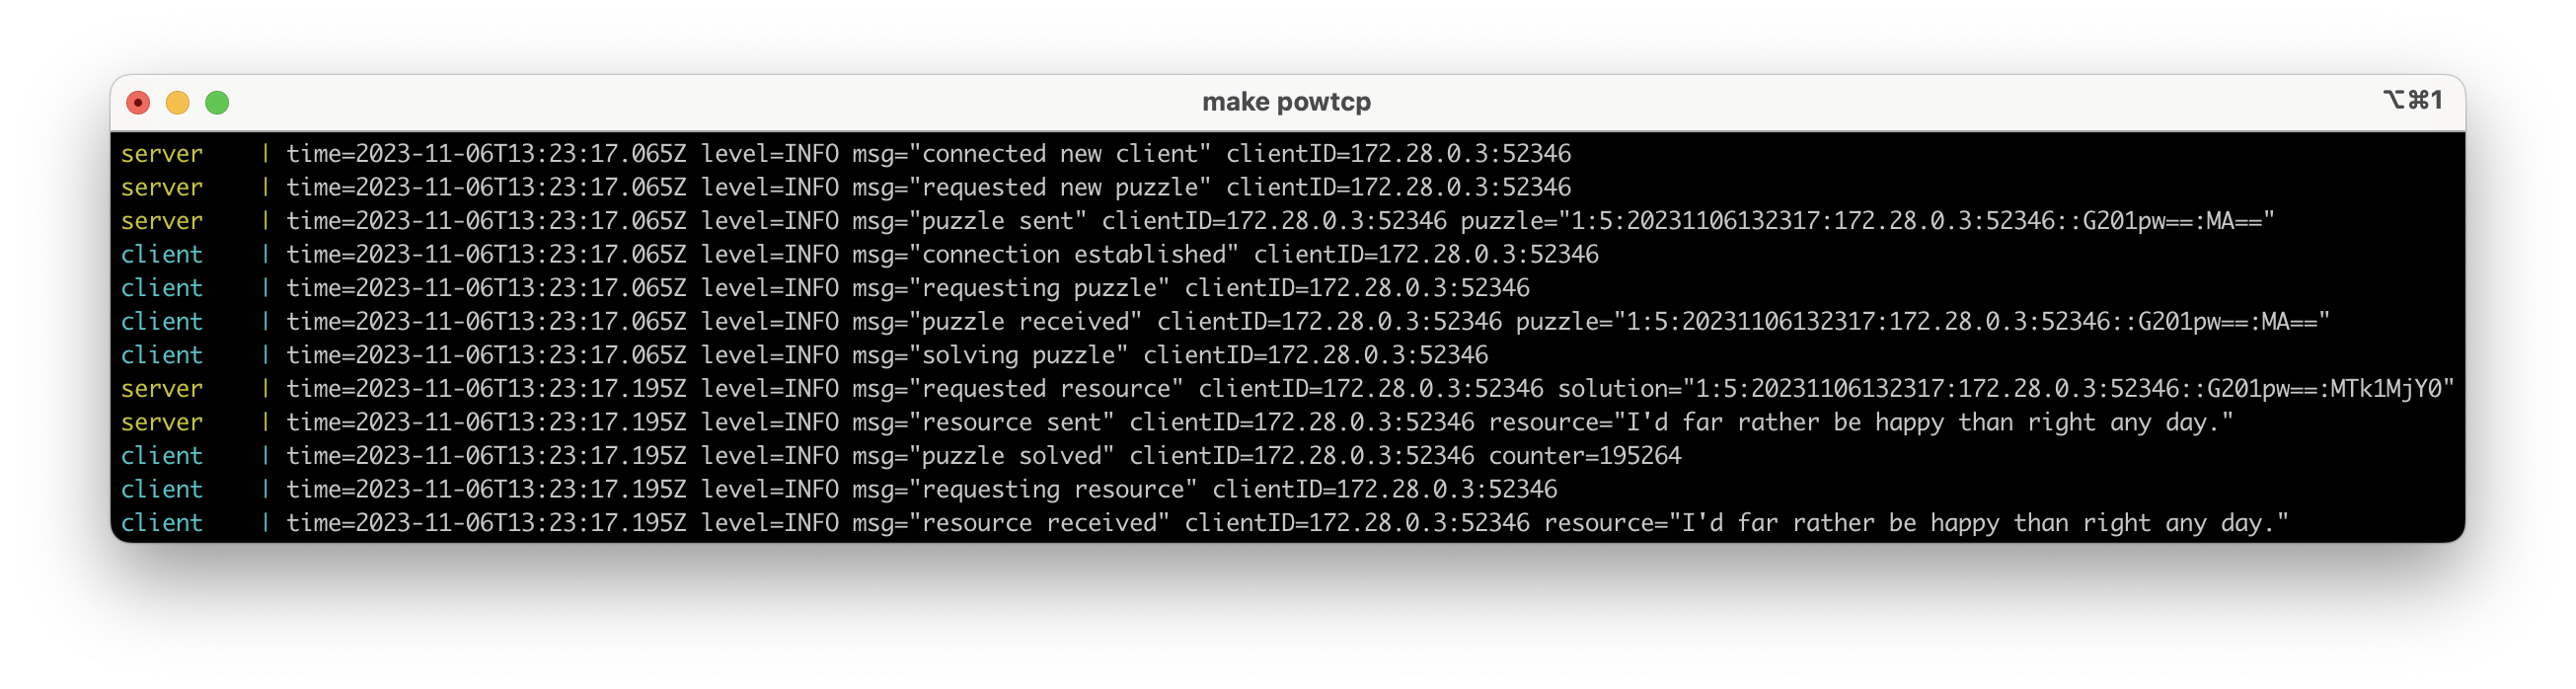 make powtcp
⌥⌘1
server | time=2023-11-06T13:23:17.065Z level=INFO msg="connected new client" clientID=172.28.0.3:52346
server | time=2023-11-06T13:23:17.065Z level=INFO msg="requested new puzzle" clientID=172.28.0.3:52346
server | time=2023-11-06T13:23:17.065Z level=INFO msg="puzzle sent" clientID=172.28.0.3:52346 puzzle="1:5:20231106132317:172.28.0.3:52346::G201pw==:MA=="
client | time=2023-11-06T13:23:17.065Z level=INFO msg="connection established" clientID=172.28.0.3:52346
client | time=2023-11-06T13:23:17.065Z level=INFO msg="requesting puzzle" clientID=172.28.0.3:52346
client | time=2023-11-06T13:23:17.065Z level=INFO msg="puzzle received" clientID=172.28.0.3:52346 puzzle="1:5:20231106132317:172.28.0.3:52346::G201pw==:MA=="
client | time=2023-11-06T13:23:17.065Z level=INFO msg="solving puzzle" clientID=172.28.0.3:52346
server | time=2023-11-06T13:23:17.195Z level=INFO msg="requested resource" clientID=172.28.0.3:52346 solution="1:5:20231106132317:172.28.0.3:52346::G201pw==:MTk1MjY0"
server | time=2023-11-06T13:23:17.195Z level=INFO msg="resource sent" clientID=172.28.0.3:52346 resource="I'd far rather be happy than right any day."
client | time=2023-11-06T13:23:17.195Z level=INFO msg="puzzle solved" clientID=172.28.0.3:52346 counter=195264
client | time=2023-11-06T13:23:17.195Z level=INFO msg="requesting resource" clientID=172.28.0.3:52346
client | time=2023-11-06T13:23:17.195Z level=INFO msg="resource received" clientID=172.28.0.3:52346 resource="I'd far rather be happy than right any day."